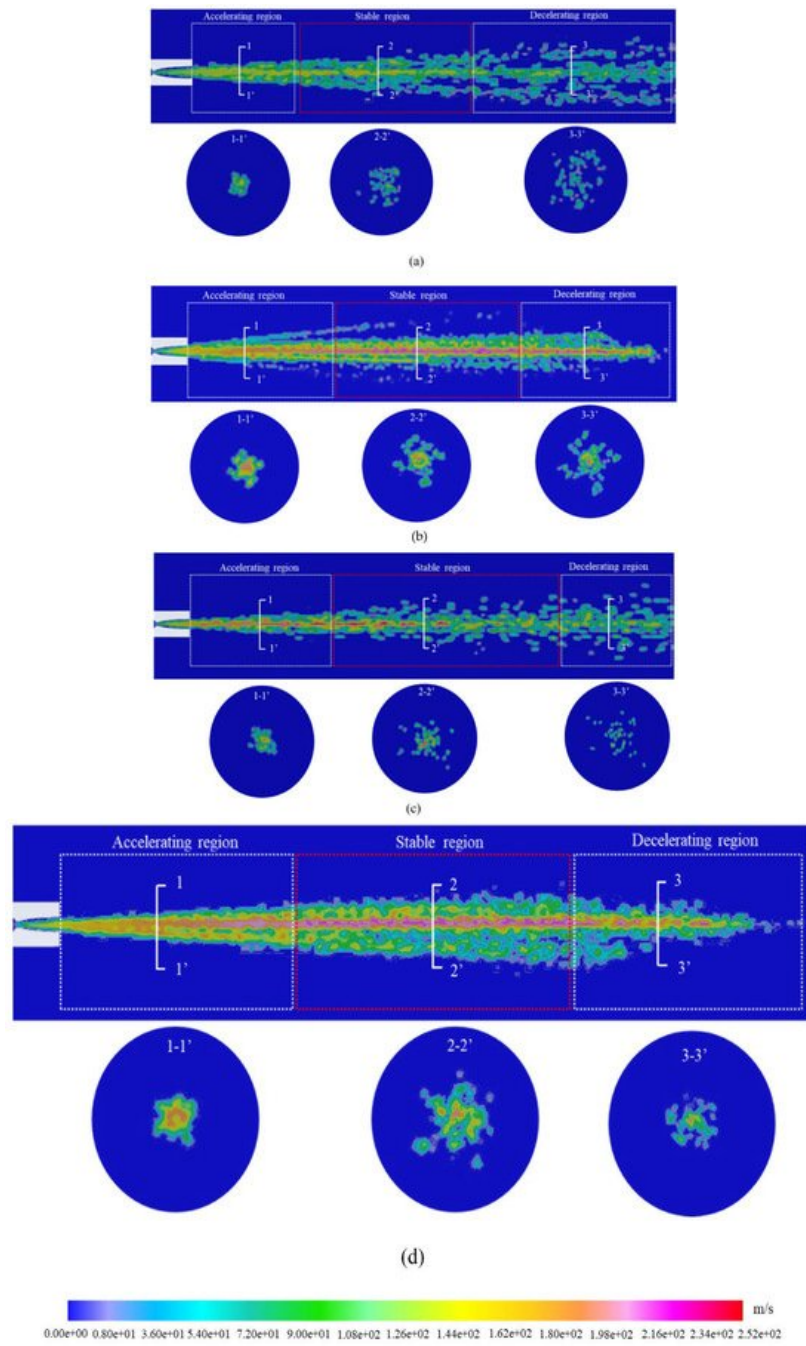 Accelerating region Stable region Decelerating region
1 2 3
1' 2' 3'
1-1' 2-2' 3-3'
(a)
Accelerating region Stable region Decelerating region
1 2 3
1' 2' 3'
1-1' 2-2' 3-3'
(b)
Accelerating region Stable region Decelerating region
1 2 3
1' 2' 3'
1-1' 2-2' 3-3'
(c)
Accelerating region Stable region Decelerating region
1 2 3
1' 2' 3'
1-1' 2-2' 3-3'
(d)
m/s
0.00e+00 0.80e+01 3.60e+01 5.40e+01 7.20e+01 9.00e+01 1.08e+02 1.26e+02 1.44e+02 1.62e+02 1.80e+02 1.98e+02 2.16e+02 2.34e+02 2.52e+02